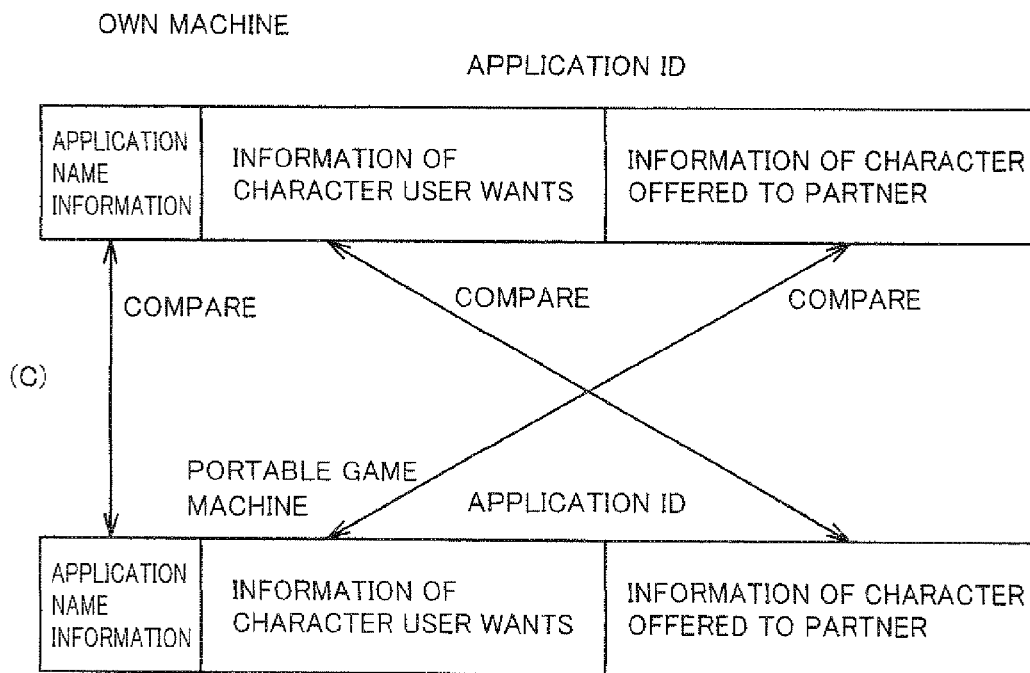 OWN MACHINE
APPLICATION ID
APPLICATION
NAME
INFORMATION
INFORMATION OF
CHARACTER USER WANTS
INFORMATION OF CHARACTER
OFFERED TO PARTNER
COMPARE
COMPARE
COMPARE
(C)
PORTABLE GAME
MACHINE
APPLICATION ID
APPLICATION
NAME
INFORMATION
INFORMATION OF
CHARACTER USER WANTS
INFORMATION OF CHARACTER
OFFERED TO PARTNER